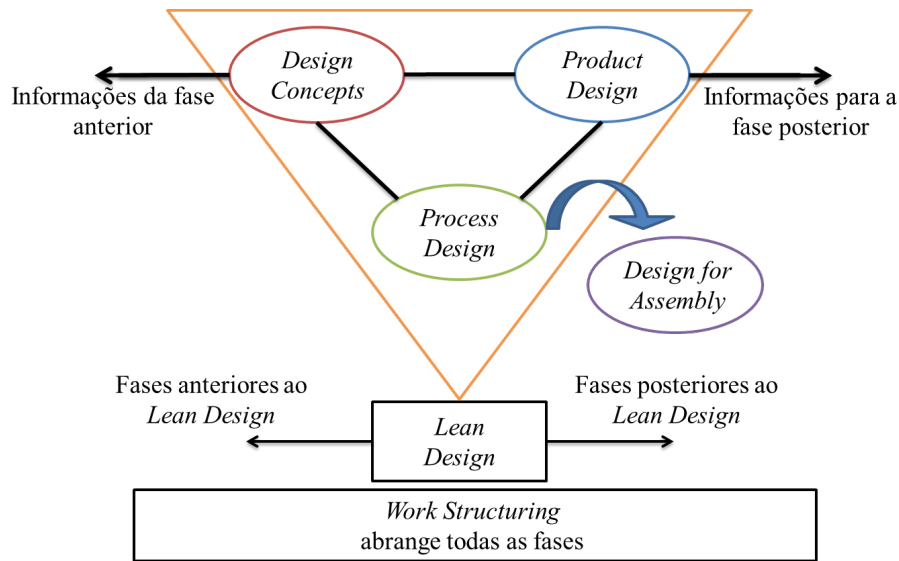 Design
Concepts
Product
Design
Informações da fase
anterior
Informações para a
fase posterior
Process
Design
Design for
Assembly
Fases anteriores ao
Lean Design
Fases posteriores ao
Lean Design
Lean
Design
Work Structuring
abrange todas as fases